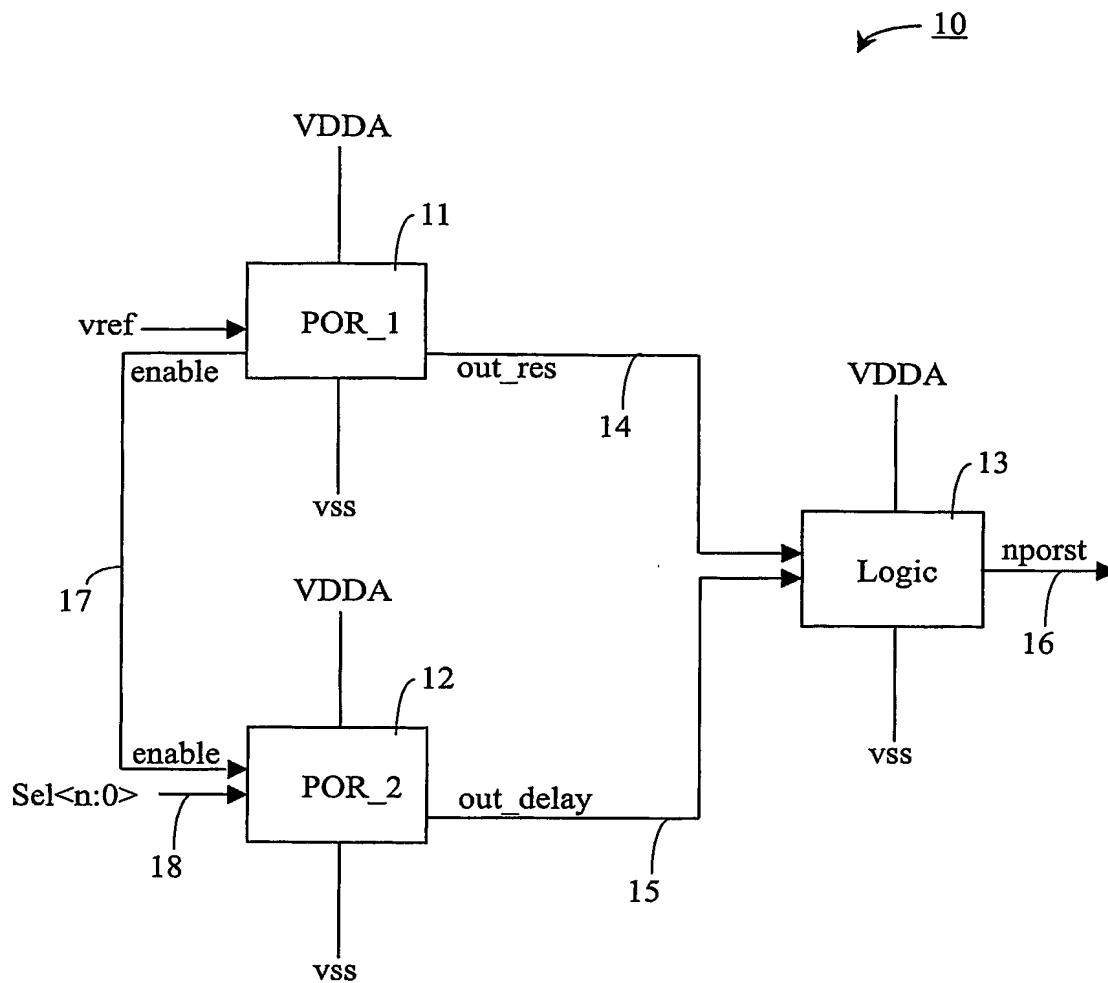 10
VDDA
11
vref
POR_1
enable
out_res
14
vss
VDDA
13
Logic
nporst
16
vss
17
VDDA
12
enable
Sel<n:0>
POR_2
out_delay
18
15
vss